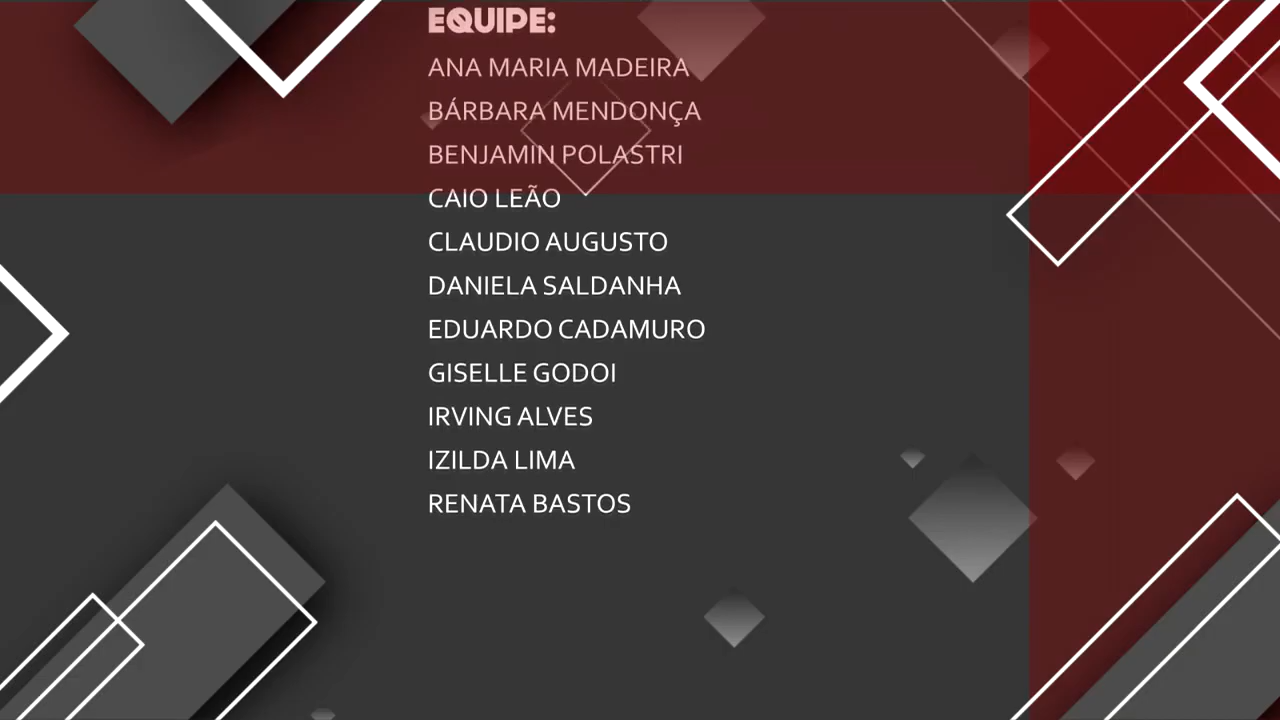 EQUIPE:
ANA MARIA MADEIRA
BÁRBARA MENDONÇA
BENJAMIN POLASTRI
CAIO LEÃO
CLAUDIO AUGUSTO
DANIELA SALDANHA
EDUARDO CADAMURO
GISELLE GODOI
IRVING ALVES
IZILDA LIMA
RENATA BASTOS